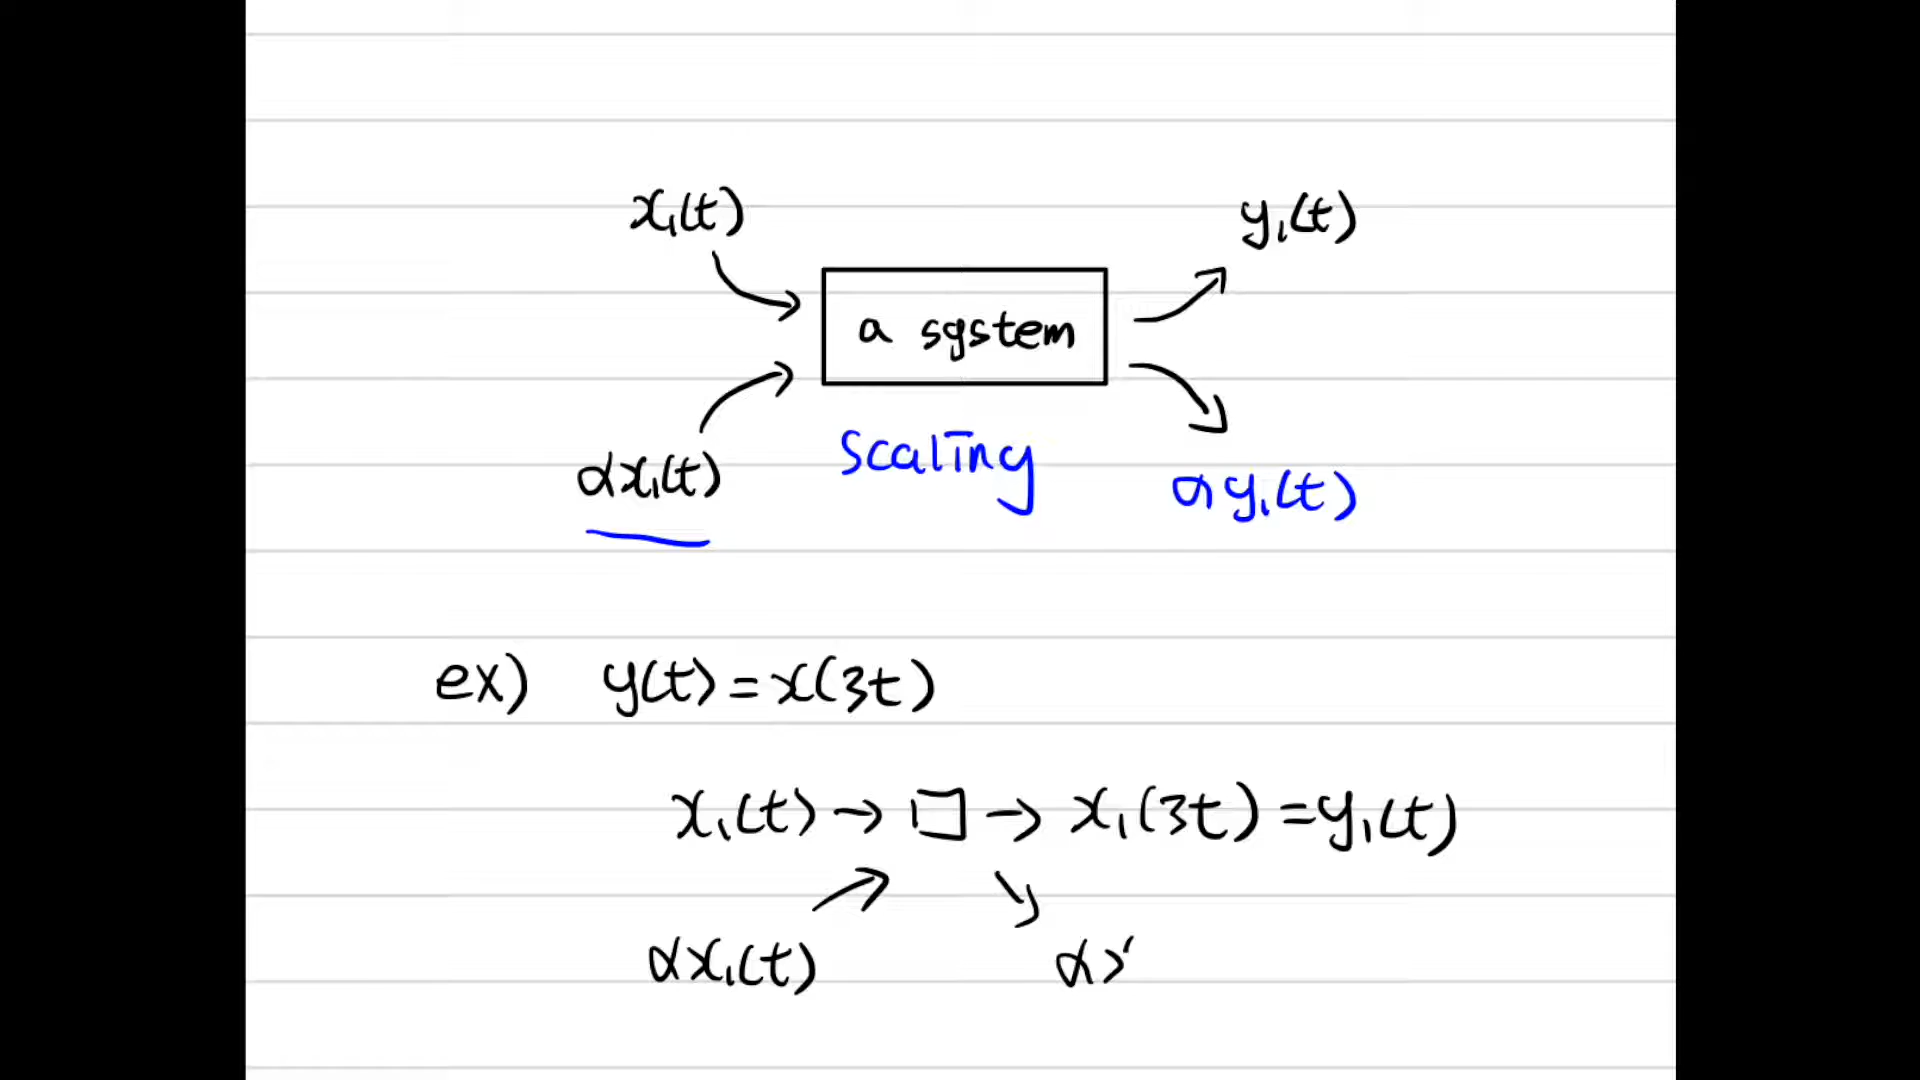 x₁(t) y₁(t)
a system
αx₁(t) scaling αy₁(t)
ex) y(t)=x(3t)
x₁(t)→□→x₁(3t)=y₁(t)
αx₁(t) α